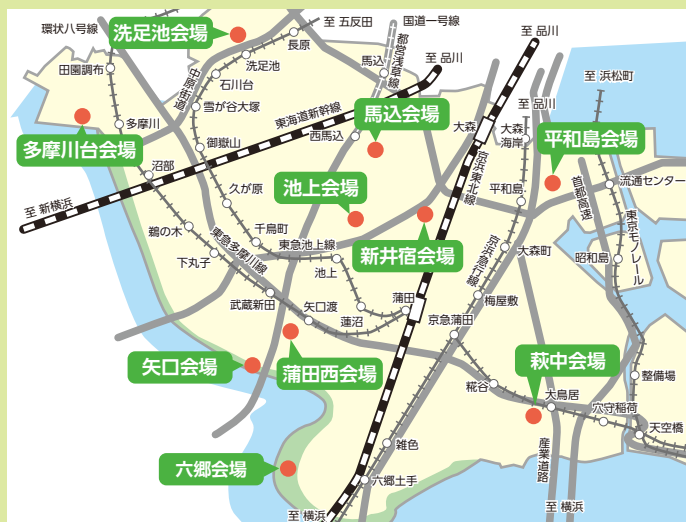 環状八号線
洗足池会場
至 五反田
国道一号線
長原
都営浅草線
至 品川
至 品川
田園調布
洗足池
馬込
至 浜松町
石川台
中原街道
雪が谷大塚
東海道新幹線
至 品川
多摩川
西馬込
馬込会場
大森
大森
海岸
平和島会場
多摩川台会場
御嶽山
京浜東北線
沼部
池上会場
平和島
首都高速
流通センター
至 新横浜
久が原
新井宿会場
東京モノレール
鵜の木
千鳥町
東急多摩川線
東急池上線
京浜急行線
大森町
昭和島
下丸子
池上
武蔵新田
矢口渡
蓮沼
蒲田
梅屋敷
京急蒲田
矢口会場
蒲田西会場
萩中会場
整備場
糀谷
大鳥居
穴守稲荷
天空橋
六郷会場
雑色
産業道路
六郷土手
至 横浜
至 横浜